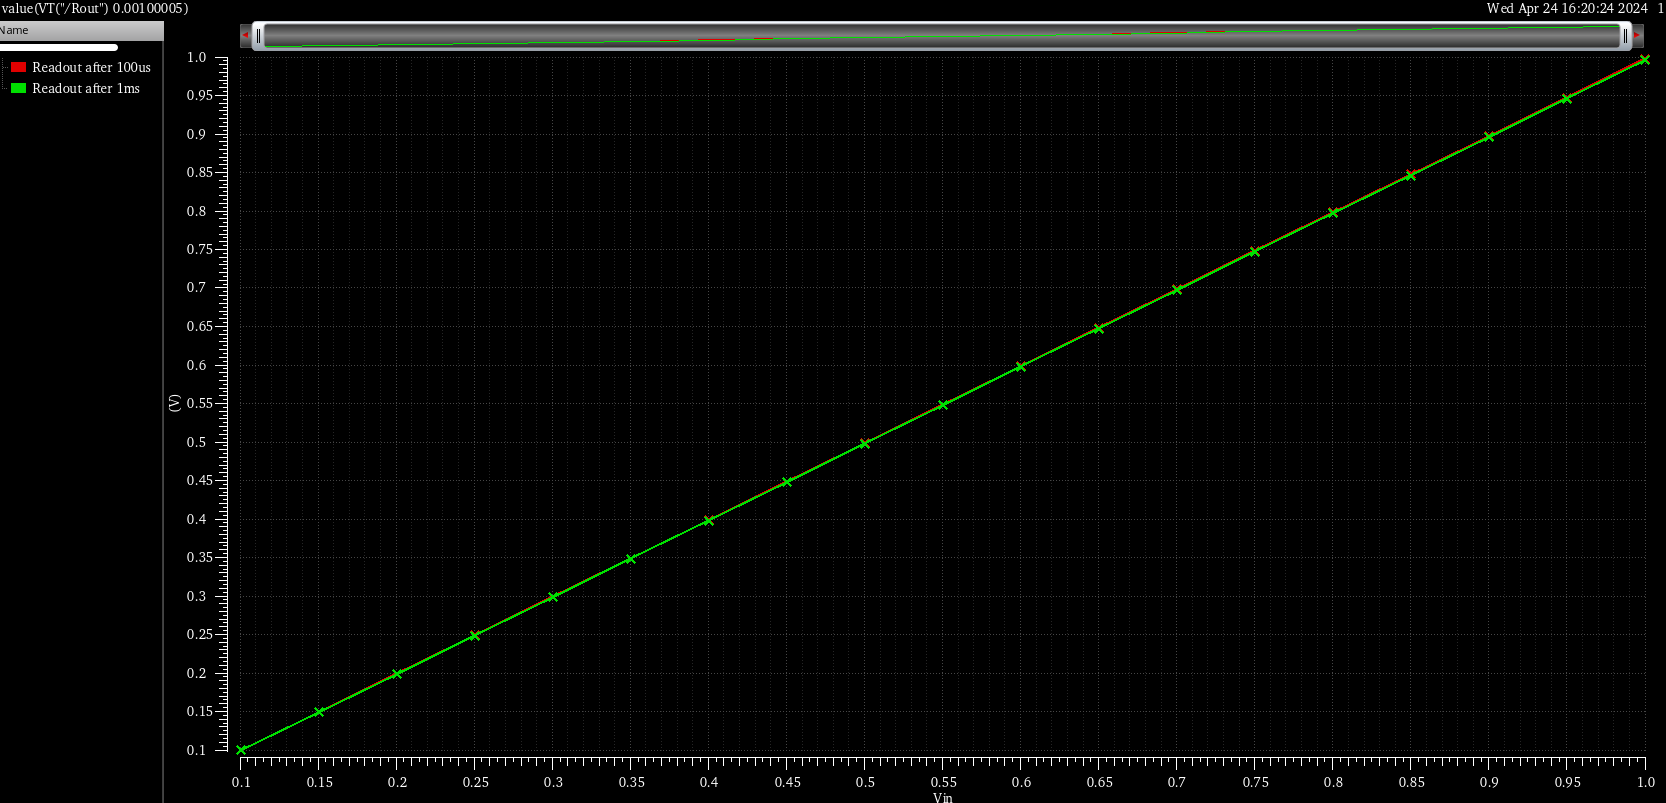 value(VT("/Rout") 0.00100005)
Wed Apr 24 16:20:24 2024 1
Name
Readout after 100us
Readout after 1ms
1.0
0.95
0.9
0.85
0.8
0.75
0.7
0.65
0.6
0.55
0.5
0.45
0.4
0.35
0.3
0.25
0.2
0.15
0.1
(V)
0.1 0.15 0.2 0.25 0.3 0.35 0.4 0.45 0.5 0.55 0.6 0.65 0.7 0.75 0.8 0.85 0.9 0.95 1.0
Vin